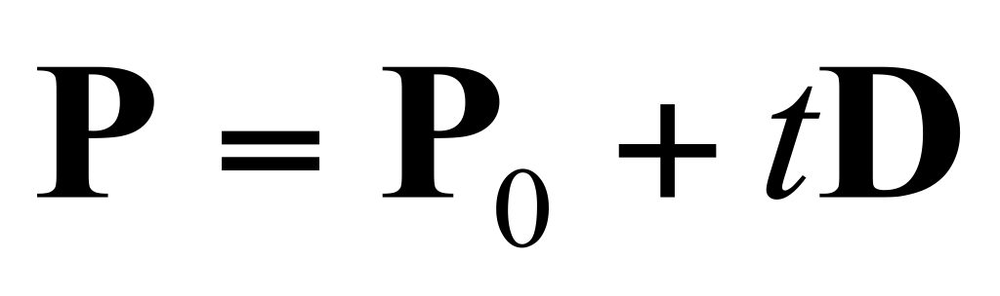 P = P₀ + tD